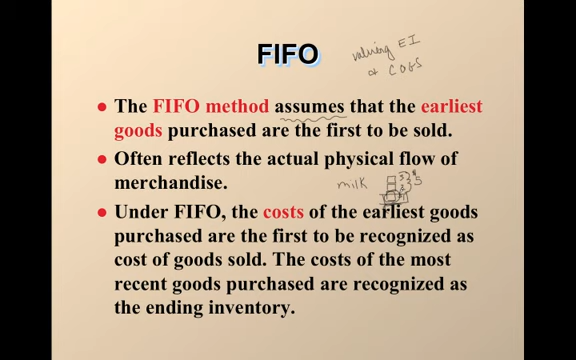 FIFO
valuing EI
COGS
• The FIFO method assumes that the earliest
goods purchased are the first to be sold.
• Often reflects the actual physical flow of
merchandise.
milk
• Under FIFO, the costs of the earliest goods
purchased are the first to be recognized as
cost of goods sold. The costs of the most
recent goods purchased are recognized as
the ending inventory.